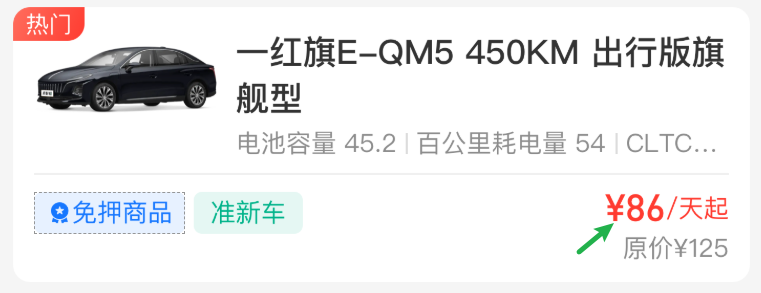 热门
一红旗E-QM5 450KM 出行版旗
舰型
电池容量 45.2 | 百公里耗电量 54 | CLTC...
免押商品 准新车
¥86/天起
原价¥125